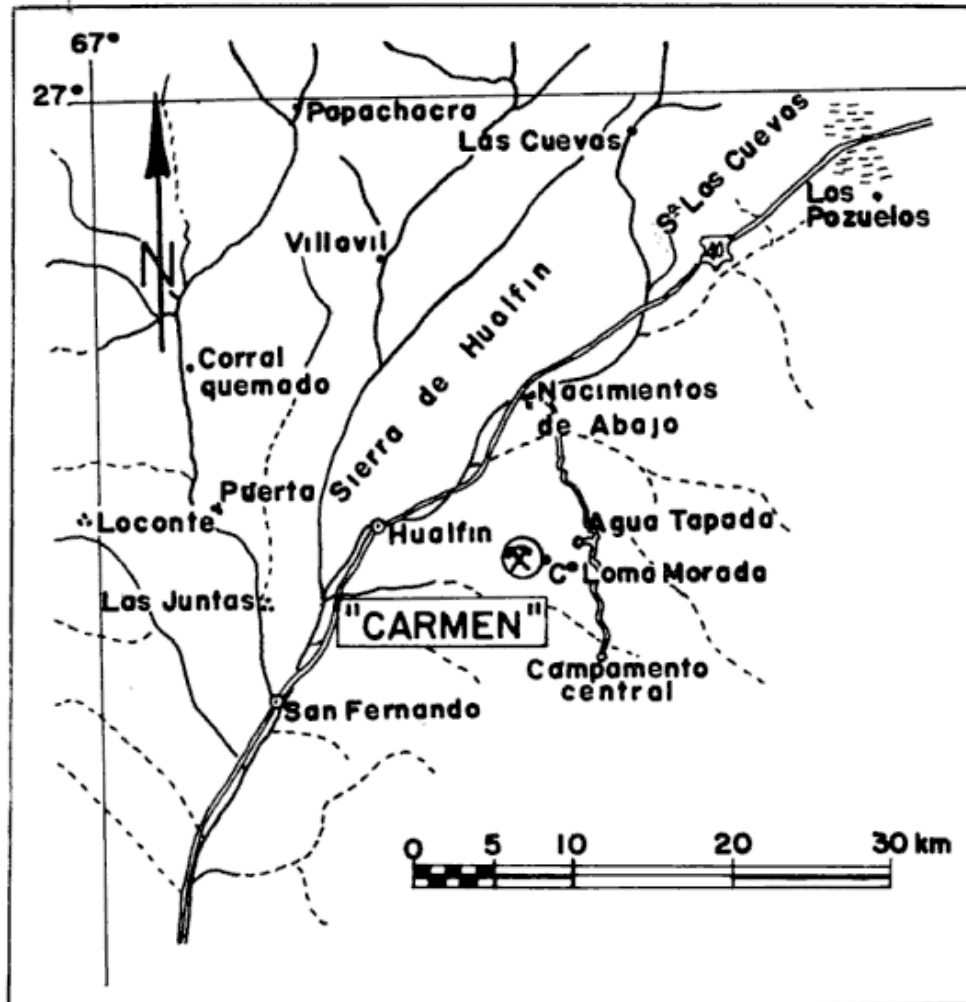 67°
27°
Papachacra
Las Cuevas
Sª Las Cuevas
Los
Pozuelos
40
Villavil
N
Sierra de Hualfin
Corral
quemado
Nacimientos
de Abajo
Puerta
Loconte
Hualfin
Agua Tapada
Cº Loma Morada
Las Juntas
"CARMEN"
Campamento
central
San Fernando
0 5 10 20 30 km